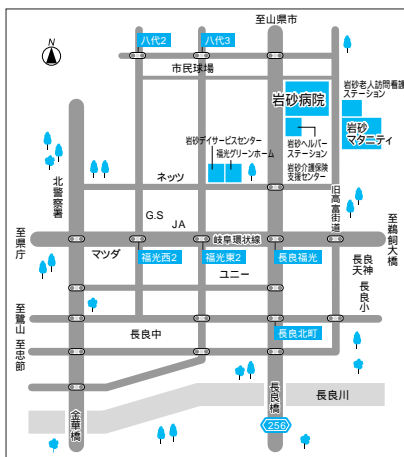 至山県市
N
八代2
八代3
市民球場
岩砂病院
岩砂老人訪問看護
ステーション
岩砂
マタニティ
岩砂ヘルパー
ステーション
岩砂介護保険
支援センター
岩砂デイサービスセンター
福光グリーンホーム
北警察署
ネッツ
旧高富街道
G.S
JA
至県庁
岐阜環状線
至鵜飼大橋
マツダ
福光西2
福光東2
長良福光
ユニー
長良天神
長良小
至鷺山
至忠節
長良中
長良北町
金華橋
長良橋
長良川
256